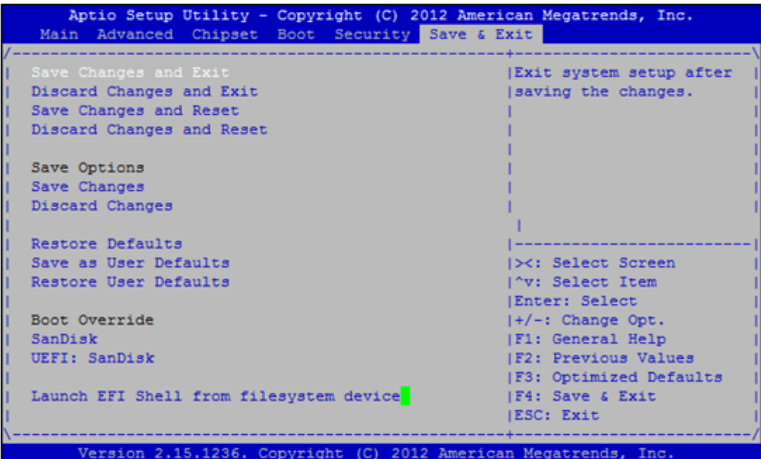 Aptio Setup Utility - Copyright (C) 2012 American Megatrends, Inc.
Main Advanced Chipset Boot Security Save & Exit
Save Changes and Exit
Discard Changes and Exit
Save Changes and Reset
Discard Changes and Reset
Save Options
Save Changes
Discard Changes
Restore Defaults
Save as User Defaults
Restore User Defaults
Boot Override
SanDisk
UEFI: SanDisk
Launch EFI Shell from filesystem device
Exit system setup after
saving the changes.
><: Select Screen
^v: Select Item
Enter: Select
+/-: Change Opt.
F1: General Help
F2: Previous Values
F3: Optimized Defaults
F4: Save & Exit
ESC: Exit
Version 2.15.1236. Copyright (C) 2012 American Megatrends, Inc.